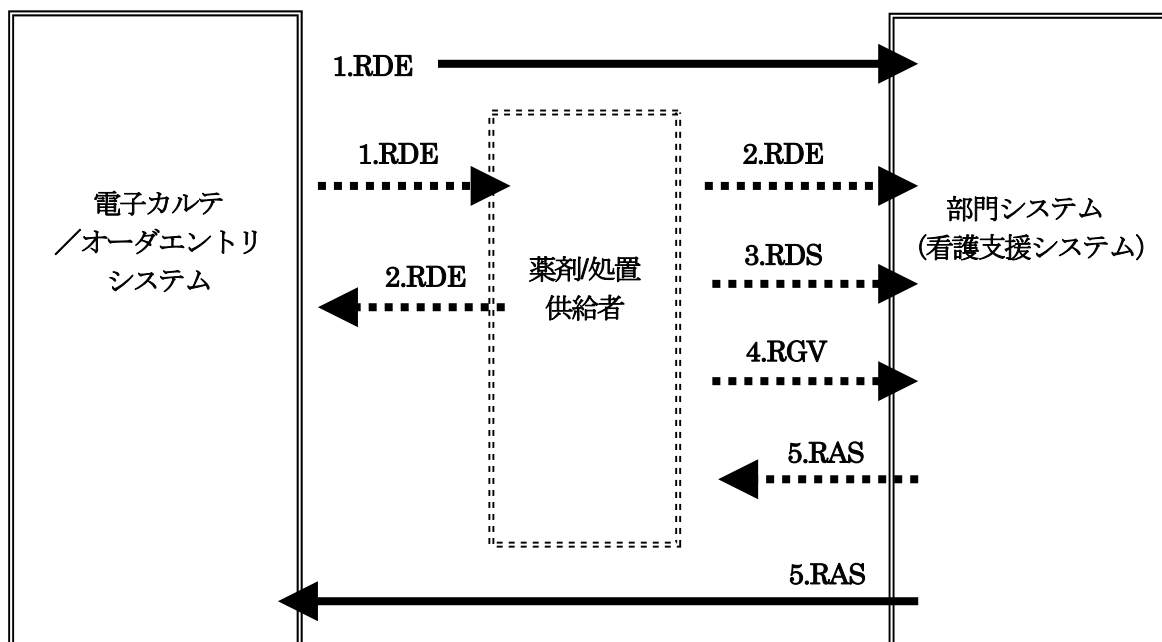 1.RDE
1.RDE
2.RDE
電子カルテ
／オーダエントリ
システム
部門システム
(看護支援システム)
3.RDS
2.RDE
薬剤/処置
供給者
4.RGV
5.RAS
5.RAS